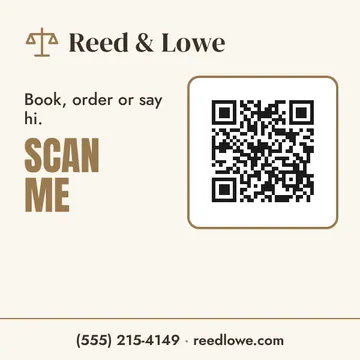 Reed & Lowe
Book, order or say
hi.
SCAN
ME
(555) 215-4149 · reedlowe.com